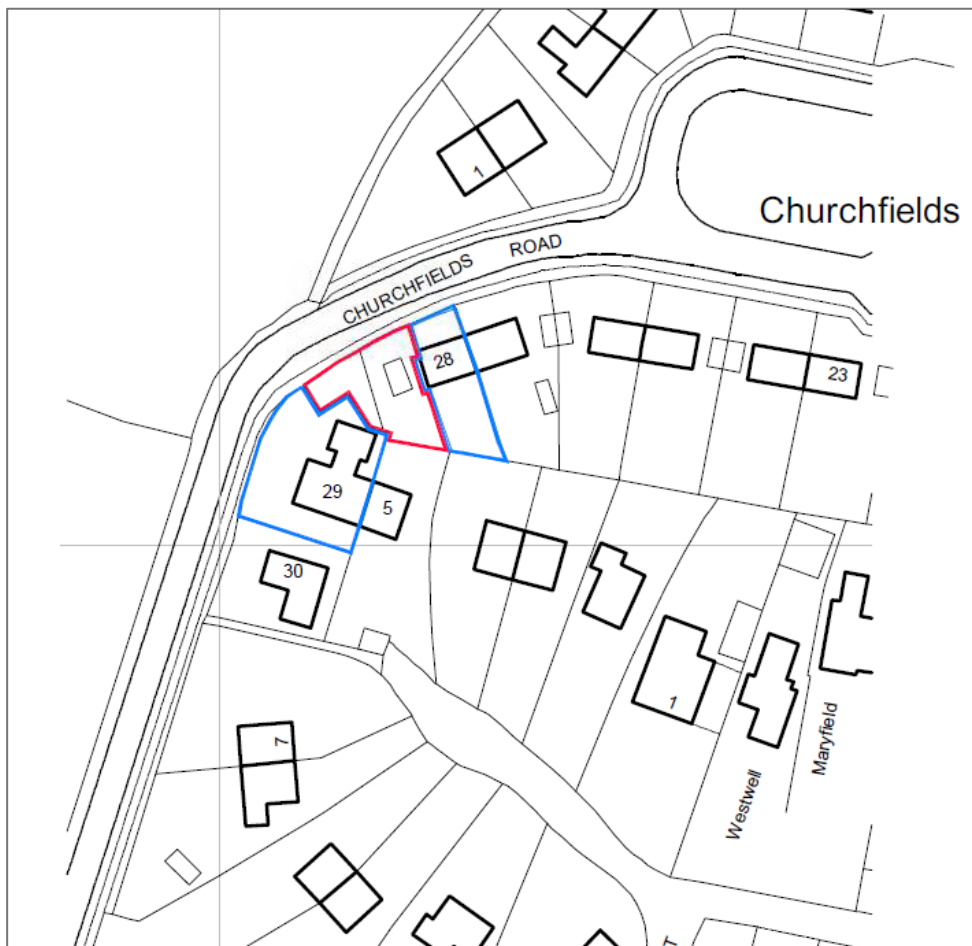 1
Churchfields
CHURCHFIELDS ROAD
28
23
29
5
30
1
7
Maryfield
Westwell
T